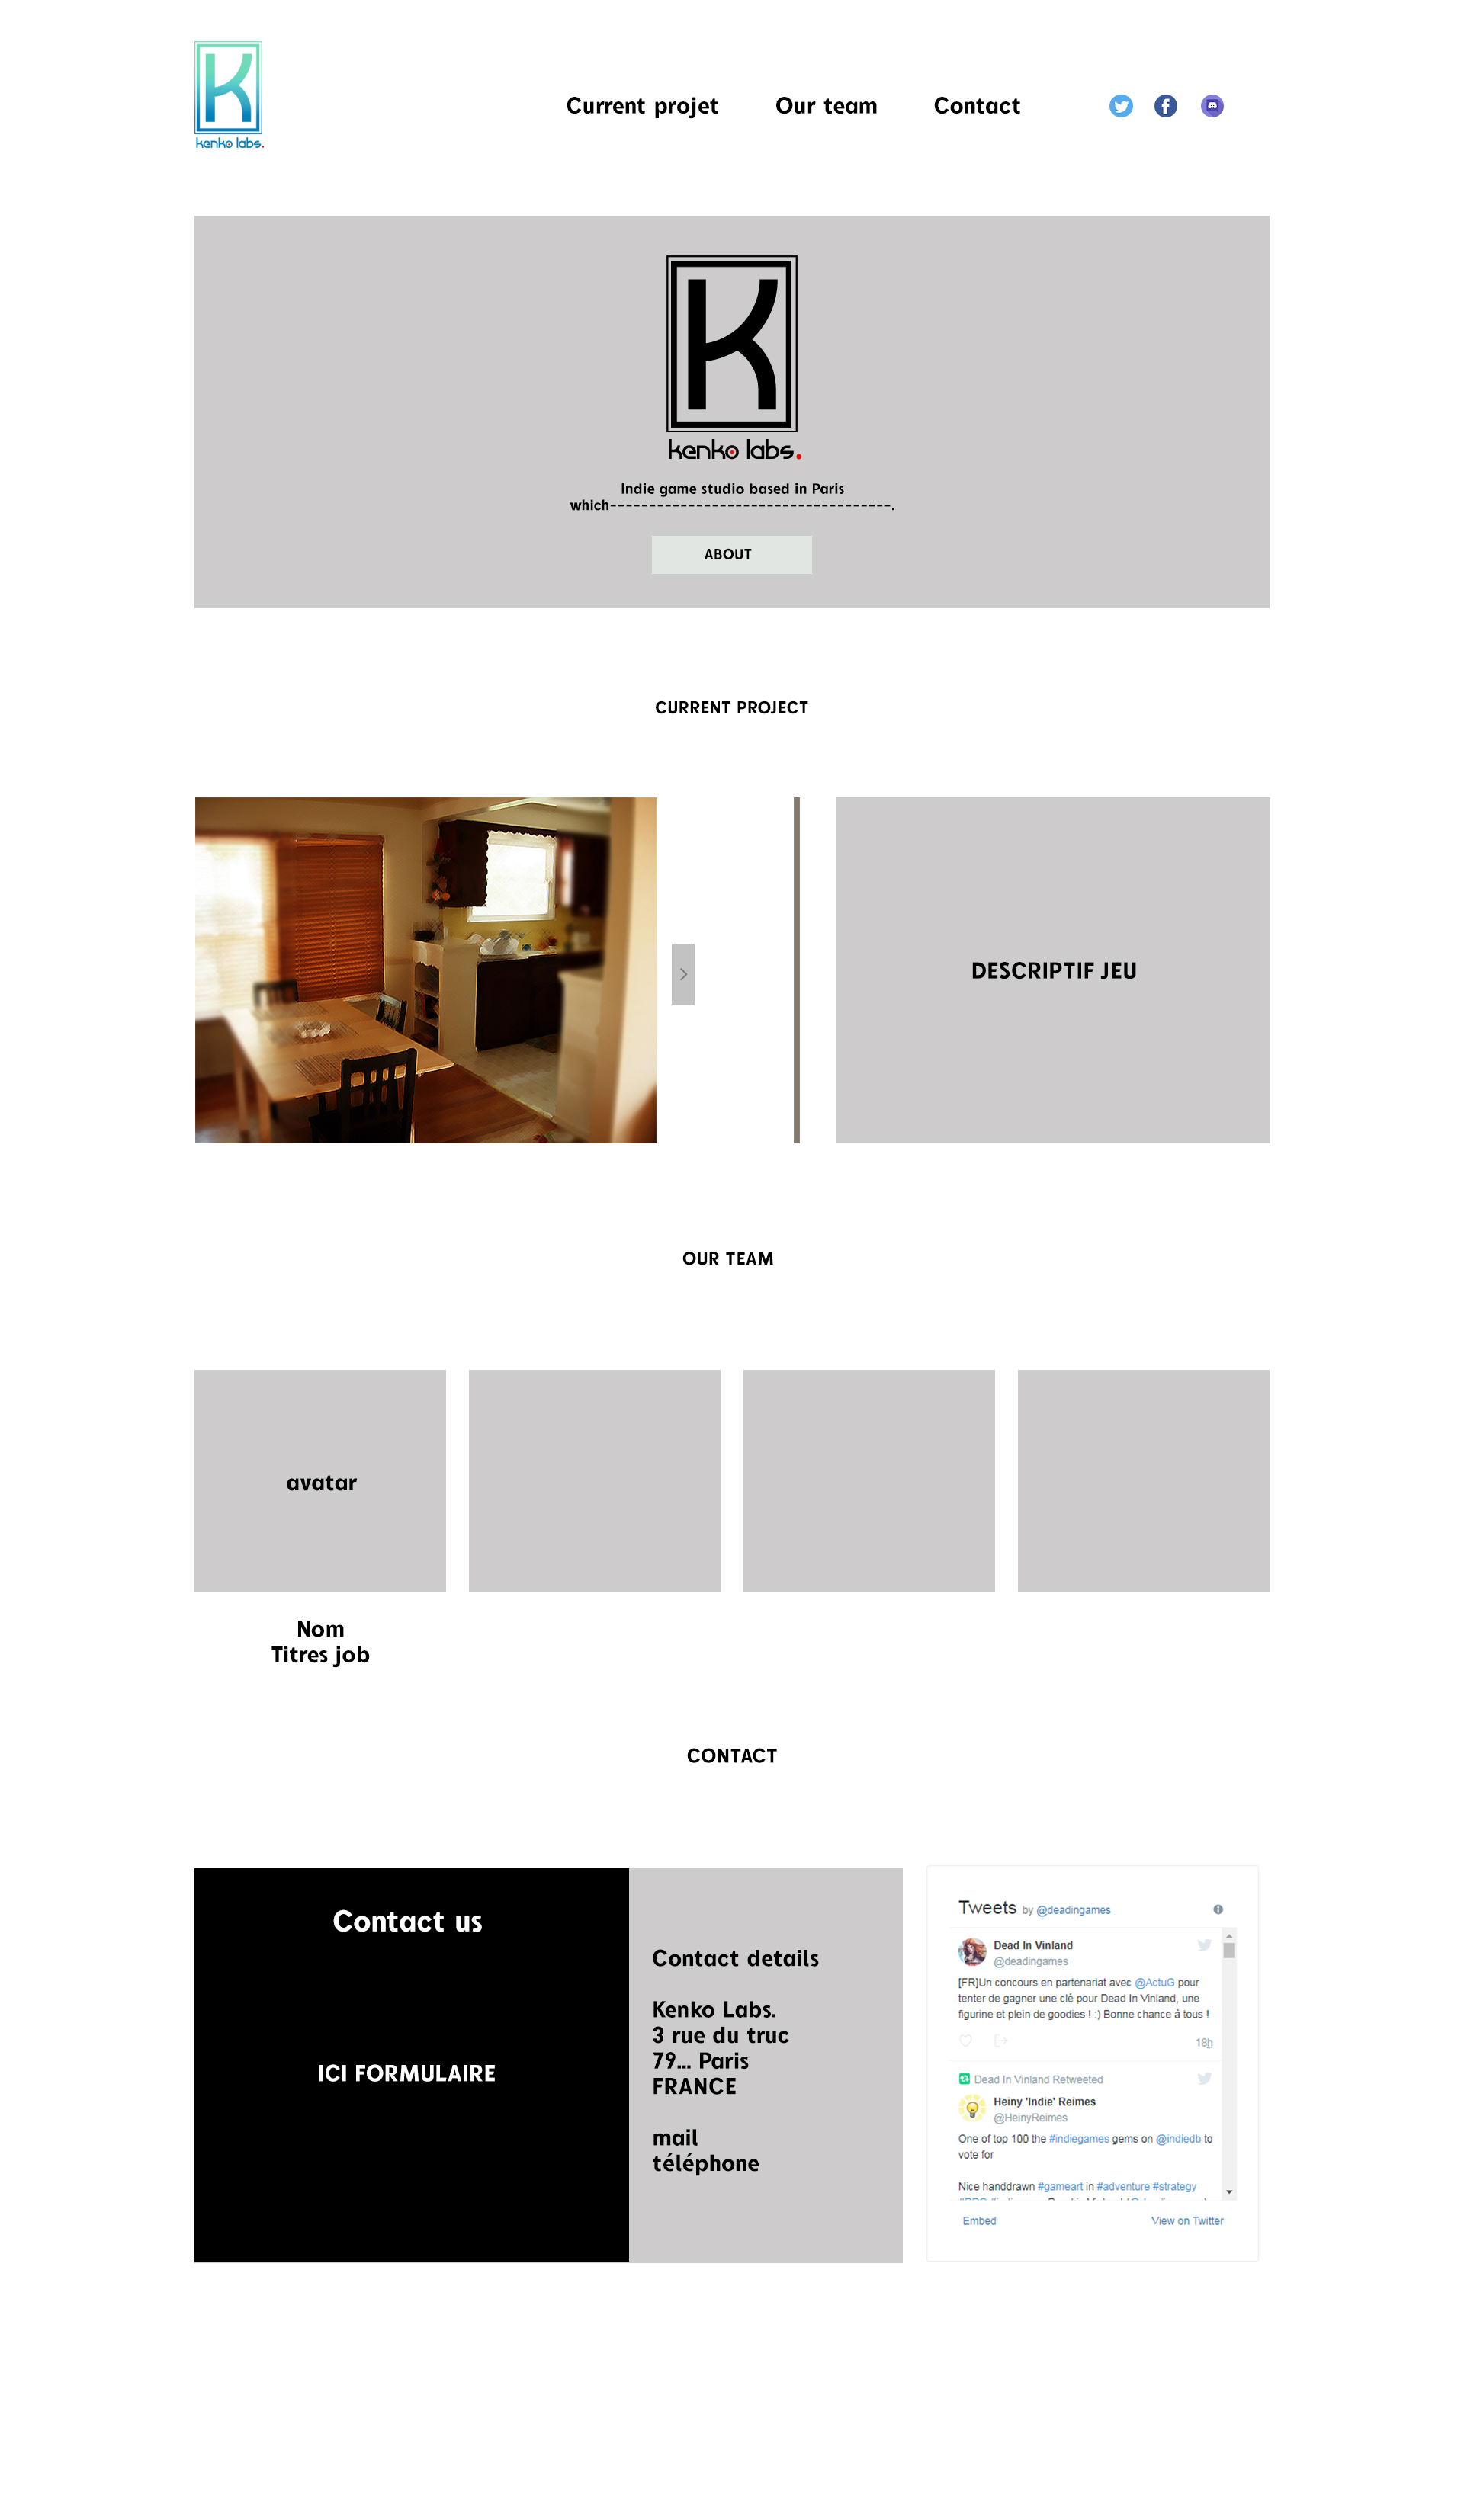 kenko labs.
Current projet Our team Contact
kenko labs.
Indie game studio based in Paris
which------------------------------------.
ABOUT
CURRENT PROJECT
DESCRIPTIF JEU
OUR TEAM
avatar
Nom
Titres job
CONTACT
Contact us
ICI FORMULAIRE
Contact details
Kenko Labs.
3 rue du truc
79... Paris
FRANCE
mail
téléphone
Tweets by @deadingames
Dead In Vinland
@deadingames
[FR]Un concours en partenariat avec @ActuG pour
tenter de gagner une clé pour Dead In Vinland, une
figurine et plein de goodies ! :) Bonne chance à tous !
18h
Dead In Vinland Retweeted
Heiny 'Indie' Reimes
@HeinyReimes
One of top 100 the #indiegames gems on @indiedb to
vote for
Nice handdrawn #gameart in #adventure #strategy
Embed View on Twitter